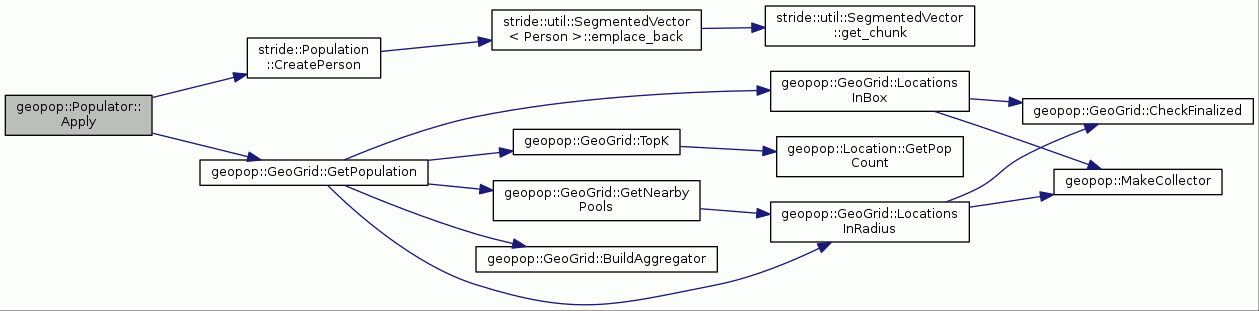 geopop::Populator::
Apply
stride::Population
::CreatePerson
stride::util::SegmentedVector
< Person >::emplace_back
stride::util::SegmentedVector
::get_chunk
geopop::GeoGrid::GetPopulation
geopop::GeoGrid::Locations
InBox
geopop::GeoGrid::CheckFinalized
geopop::GeoGrid::TopK
geopop::Location::GetPop
Count
geopop::MakeCollector
geopop::GeoGrid::GetNearby
Pools
geopop::GeoGrid::Locations
InRadius
geopop::GeoGrid::BuildAggregator